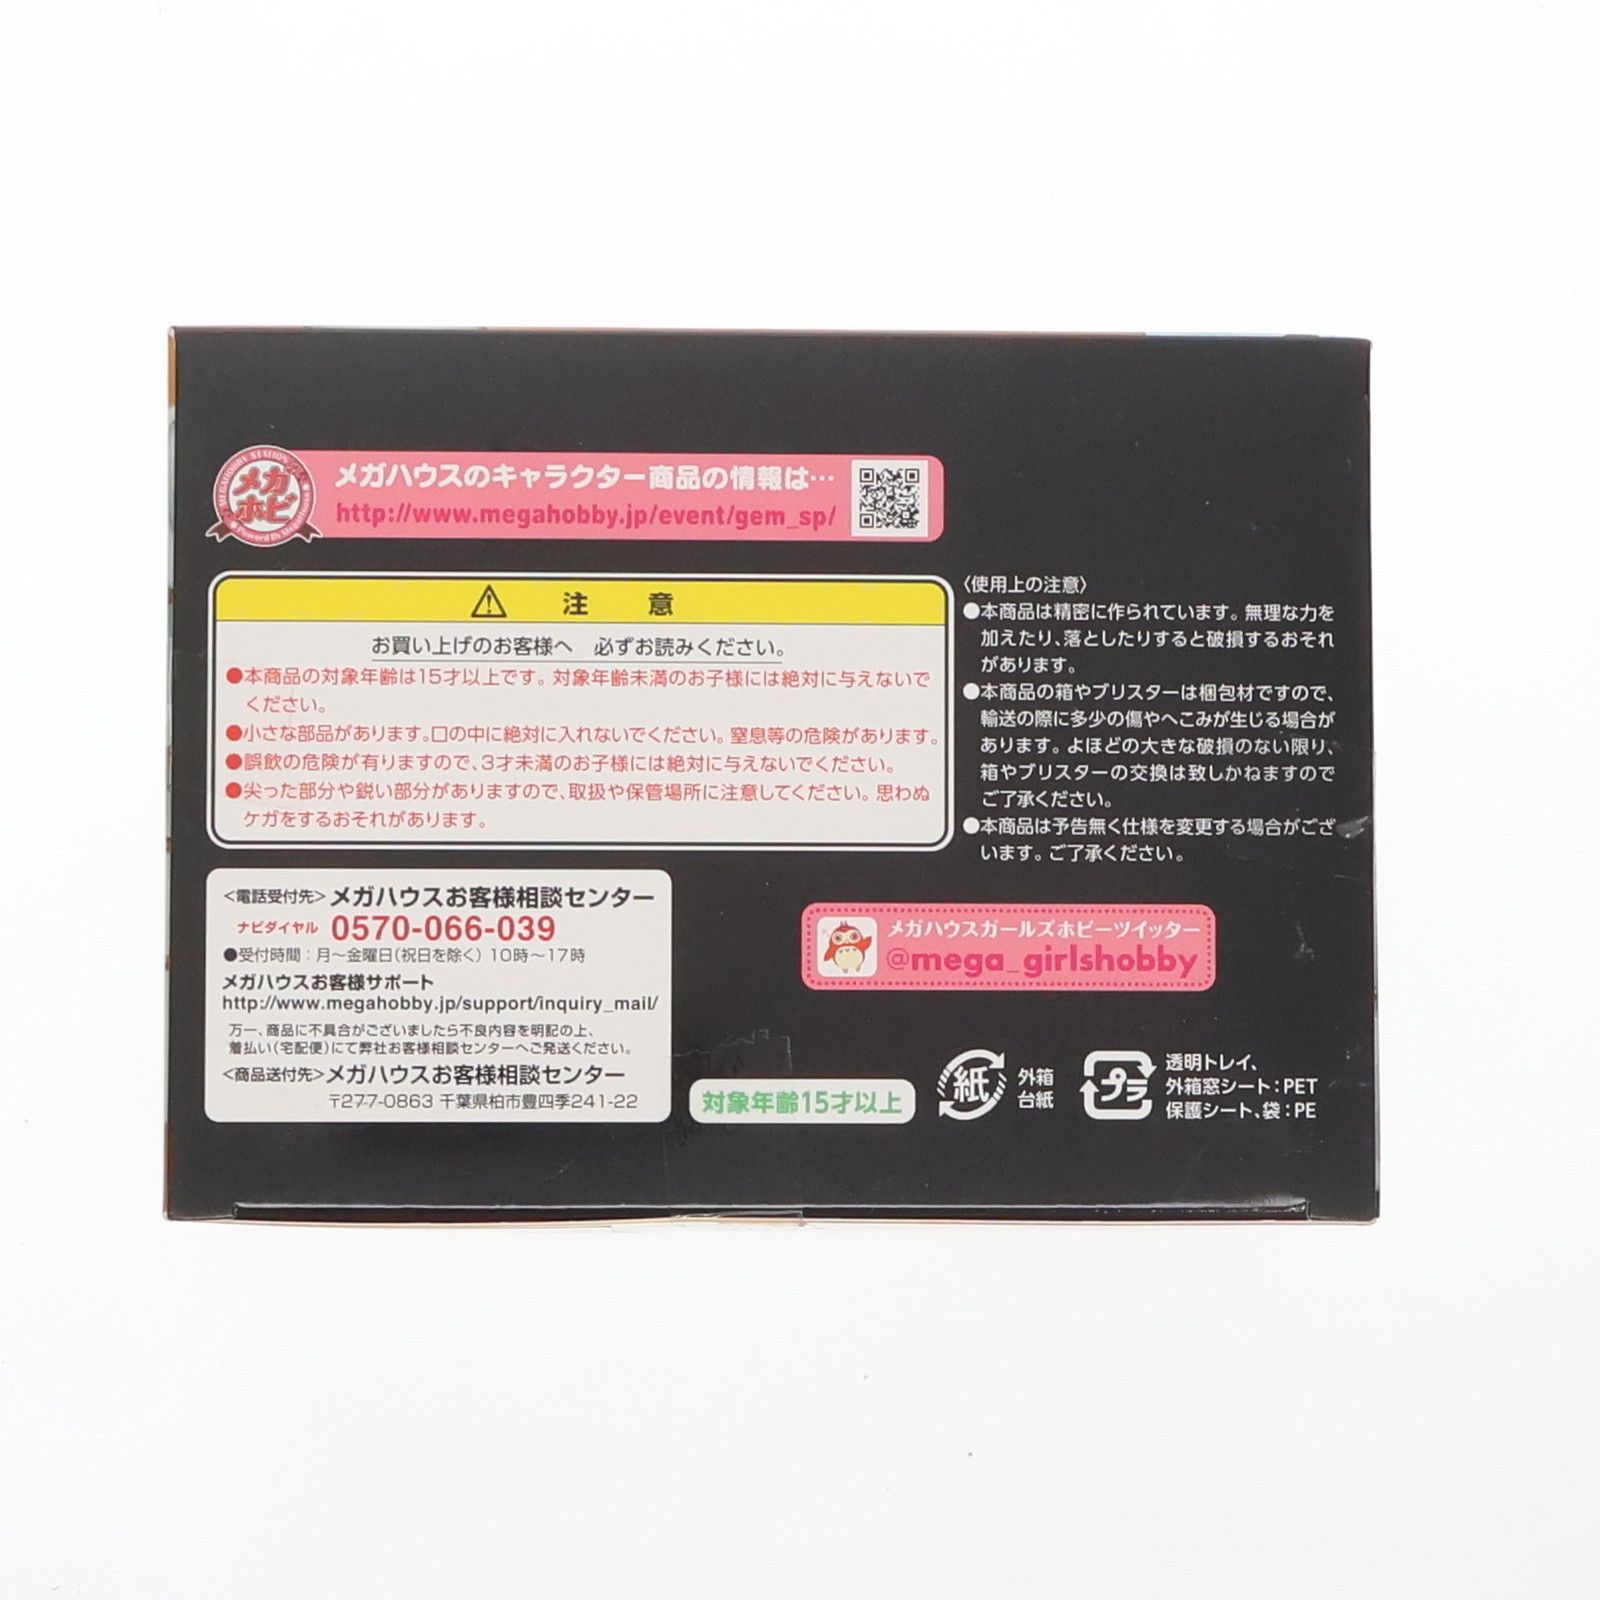 MEGAHOBBY STATION
メガ
ホビ
Powered By MegaHouse
メガハウスのキャラクター商品の情報は…
http://www.megahobby.jp/event/gem_sp/
注 意
お買い上げのお客様へ 必ずお読みください。
●本商品の対象年齢は15才以上です。対象年齢未満のお子様には絶対に与えないで
ください。
●小さな部品があります。口の中に絶対に入れないでください。窒息等の危険があります。
●誤飲の危険が有りますので、3才未満のお子様には絶対に与えないでください。
●尖った部分や鋭い部分がありますので、取扱や保管場所に注意してください。思わぬ
ケガをするおそれがあります。
〈使用上の注意〉
●本商品は精密に作られています。無理な力を
加えたり、落としたりすると破損するおそれ
があります。
●本商品の箱やブリスターは梱包材ですので、
輸送の際に多少の傷やへこみが生じる場合が
あります。よほどの大きな破損のない限り、
箱やブリスターの交換は致しかねますので
ご了承ください。
●本商品は予告無く仕様を変更する場合がござ
います。ご了承ください。
<電話受付先>メガハウスお客様相談センター
ナビダイヤル 0570-066-039
●受付時間：月～金曜日（祝日を除く）10時～17時
メガハウスお客様サポート
http://www.megahobby.jp/support/inquiry_mail/
万一、商品に不具合がございましたら不良内容を明記の上、
着払い（宅配便）にて弊社お客様相談センターへご発送ください。
<商品送付先>メガハウスお客様相談センター
〒277-0863 千葉県柏市豊四季241-22
メガハウスガールズホビーツイッター
@mega_girlshobby
対象年齢15才以上
紙
外箱
台紙
プラ
透明トレイ、
外箱窓シート：PET
保護シート、袋：PE